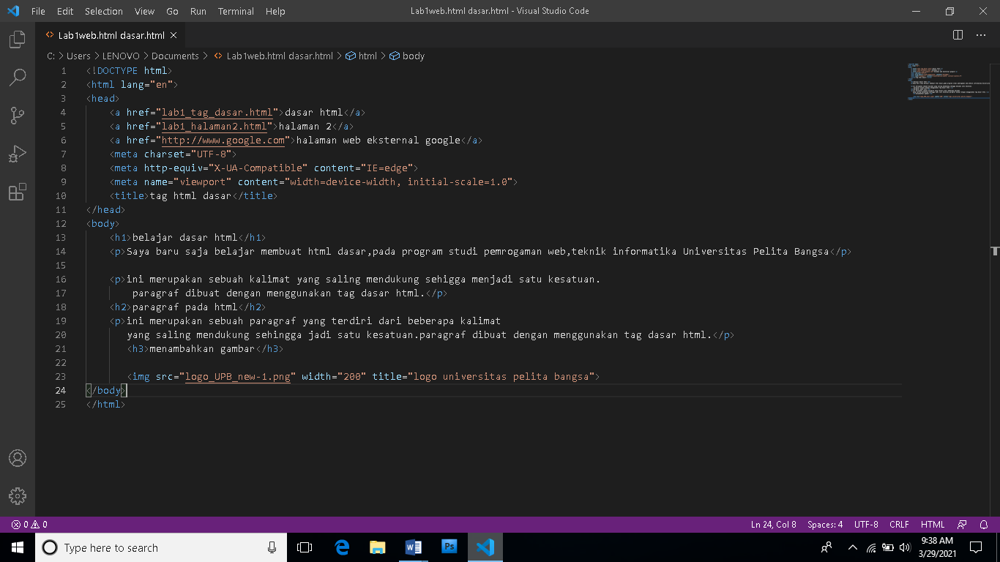 File Edit Selection View Go Run Terminal Help Lab1web.html dasar.html - Visual Studio Code
Lab1web.html dasar.html
C: > Users > LENOVO > Documents > Lab1web.html dasar.html > html > body
1 <!DOCTYPE html>
2 <html lang="en">
3 <head>
4 <a href="lab1_tag_dasar.html">dasar html</a>
5 <a href="lab1_halaman2.html">halaman 2</a>
6 <a href="http://www.google.com">halaman web eksternal google</a>
7 <meta charset="UTF-8">
8 <meta http-equiv="X-UA-Compatible" content="IE=edge">
9 <meta name="viewport" content="width=device-width, initial-scale=1.0">
10 <title>tag html dasar</title>
11 </head>
12 <body>
13 <h1>belajar dasar html</h1>
14 <p>Saya baru saja belajar membuat html dasar,pada program studi pemrogaman web,teknik informatika Universitas Pelita Bangsa</p>
15
16 <p>ini merupakan sebuah kalimat yang saling mendukung sehigga menjadi satu kesatuan.
17 paragraf dibuat dengan menggunakan tag dasar html.</p>
18 <h2>paragraf pada html</h2>
19 <p>ini merupakan sebuah paragraf yang terdiri dari beberapa kalimat
20 yang saling mendukung sehingga jadi satu kesatuan.paragraf dibuat dengan menggunakan tag dasar html.</p>
21 <h3>menambahkan gambar</h3>
22
23 <img src="logo_UPB_new-1.png" width="200" title="logo universitas pelita bangsa">
24 </body>
25 </html>
0 0 Ln 24, Col 8 Spaces: 4 UTF-8 CRLF HTML
Type here to search
W Ps
9:38 AM
3/29/2021